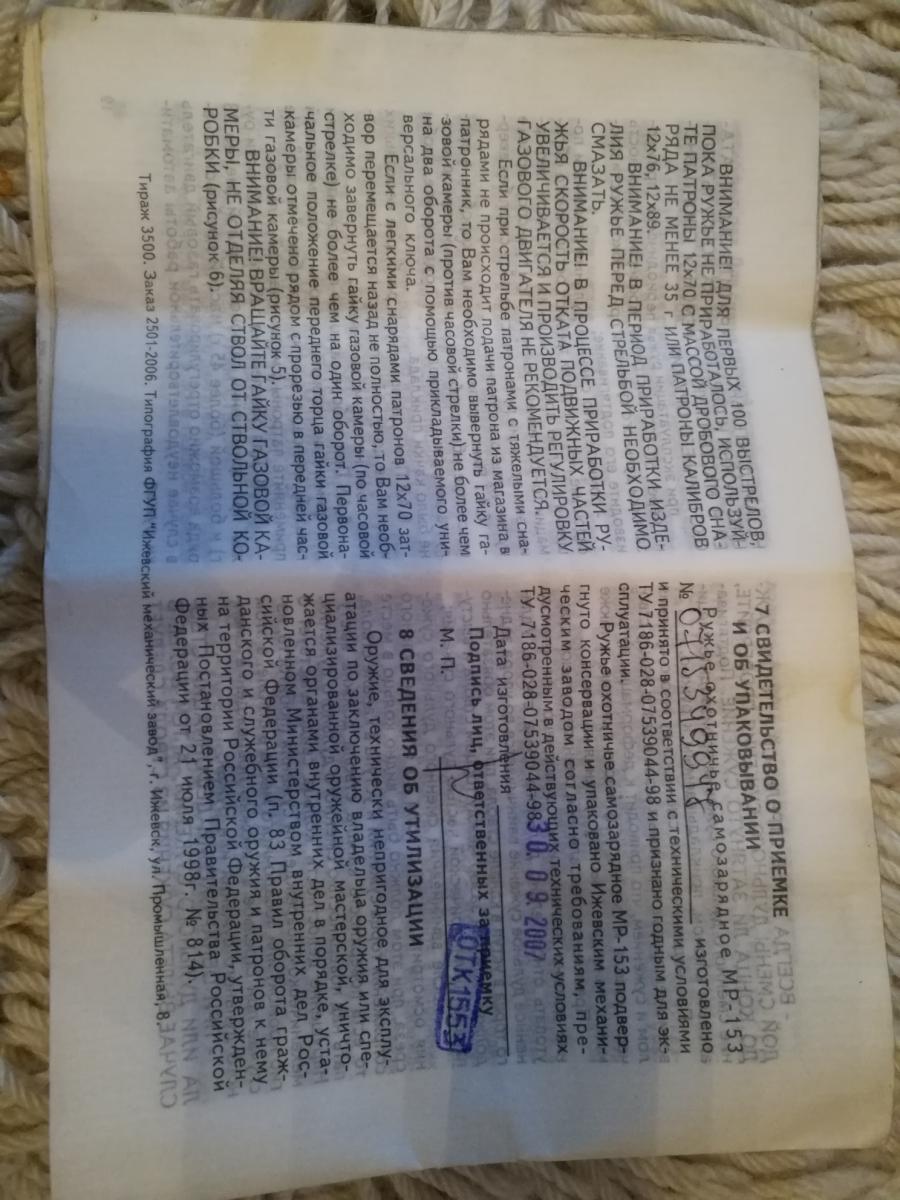 ВНИМАНИЕ! ДЛЯ ПЕРВЫХ 100 ВЫСТРЕЛОВ,
ПОКА РУЖЬЕ НЕ ПРИРАБОТАЛОСЬ, ИСПОЛЬЗУЙ-
ТЕ ПАТРОНЫ 12х70 С МАССОЙ ДРОБОВОГО СНА-
РЯДА НЕ МЕНЕЕ 35 г ИЛИ ПАТРОНЫ КАЛИБРОВ
12х76, 12х89.
ВНИМАНИЕ! В ПЕРИОД ПРИРАБОТКИ ИЗДЕ-
ЛИЯ РУЖЬЕ ПЕРЕД СТРЕЛЬБОЙ НЕОБХОДИМО
СМАЗАТЬ.
ВНИМАНИЕ! В ПРОЦЕССЕ ПРИРАБОТКИ РУ-
ЖЬЯ СКОРОСТЬ ОТКАТА ПОДВИЖНЫХ ЧАСТЕЙ
УВЕЛИЧИВАЕТСЯ И ПРОИЗВОДИТЬ РЕГУЛИРОВКУ
ГАЗОВОГО ДВИГАТЕЛЯ НЕ РЕКОМЕНДУЕТСЯ.
Если при стрельбе патронами с тяжелыми сна-
рядами не происходит подачи патрона из магазина в
патронник, то Вам необходимо вывернуть гайку га-
зовой камеры (против часовой стрелки) не более чем
на два оборота с помощью прикладываемого уни-
версального ключа.
Если с легкими снарядами патронов 12х70 зат-
вор перемещается назад не полностью, то Вам необ-
ходимо завернуть гайку газовой камеры (по часовой
стрелке) не более чем на один оборот. Первона-
чальное положение переднего торца гайки газовой
камеры отмечено рядом с прорезью в передней час-
ти газовой камеры (рисунок 5).
ВНИМАНИЕ! ВРАЩАЙТЕ ГАЙКУ ГАЗОВОЙ КА-
МЕРЫ, НЕ ОТДЕЛЯЯ СТВОЛ ОТ СТВОЛЬНОЙ КО-
РОБКИ. (рисунок 6).
7 СВИДЕТЕЛЬСТВО О ПРИЕМКЕ
И ОБ УПАКОВЫВАНИИ
Ружье охотничье самозарядное МР-153
№ изготовлено
и принято в соответствии с техническими условиями
ТУ 7186-028-07539044-98 и признано годным для эк-
сплуатации.
Ружье охотничье самозарядное МР-153 подвер-
гнуто консервации и упаковано Ижевским механи-
ческим заводом согласно требованиям, пре-
дусмотренным в действующих технических условиях
ТУ 7186-028-07539044-98
30.09.2007
Дата изготовления
Подпись лиц, ответственных за приемку
М. П.
ОТК155
8 СВЕДЕНИЯ ОБ УТИЛИЗАЦИИ
Оружие, технически непригодное для эксплу-
атации по заключению владельца оружия или спе-
циализированной оружейной мастерской, уничто-
жается органами внутренних дел в порядке, уста-
новленном Министерством внутренних дел Рос-
сийской Федерации (п. 83 Правил оборота граж-
данского и служебного оружия и патронов к нему
на территории Российской Федерации, утвержден-
ных Постановлением Правительства Российской
Федерации от 21 июля 1998г. № 814).
Тираж 3500. Заказ 2501-2006. Типография ФГУП "Ижевский механический завод", г. Ижевск, ул. Промышленная, 8.